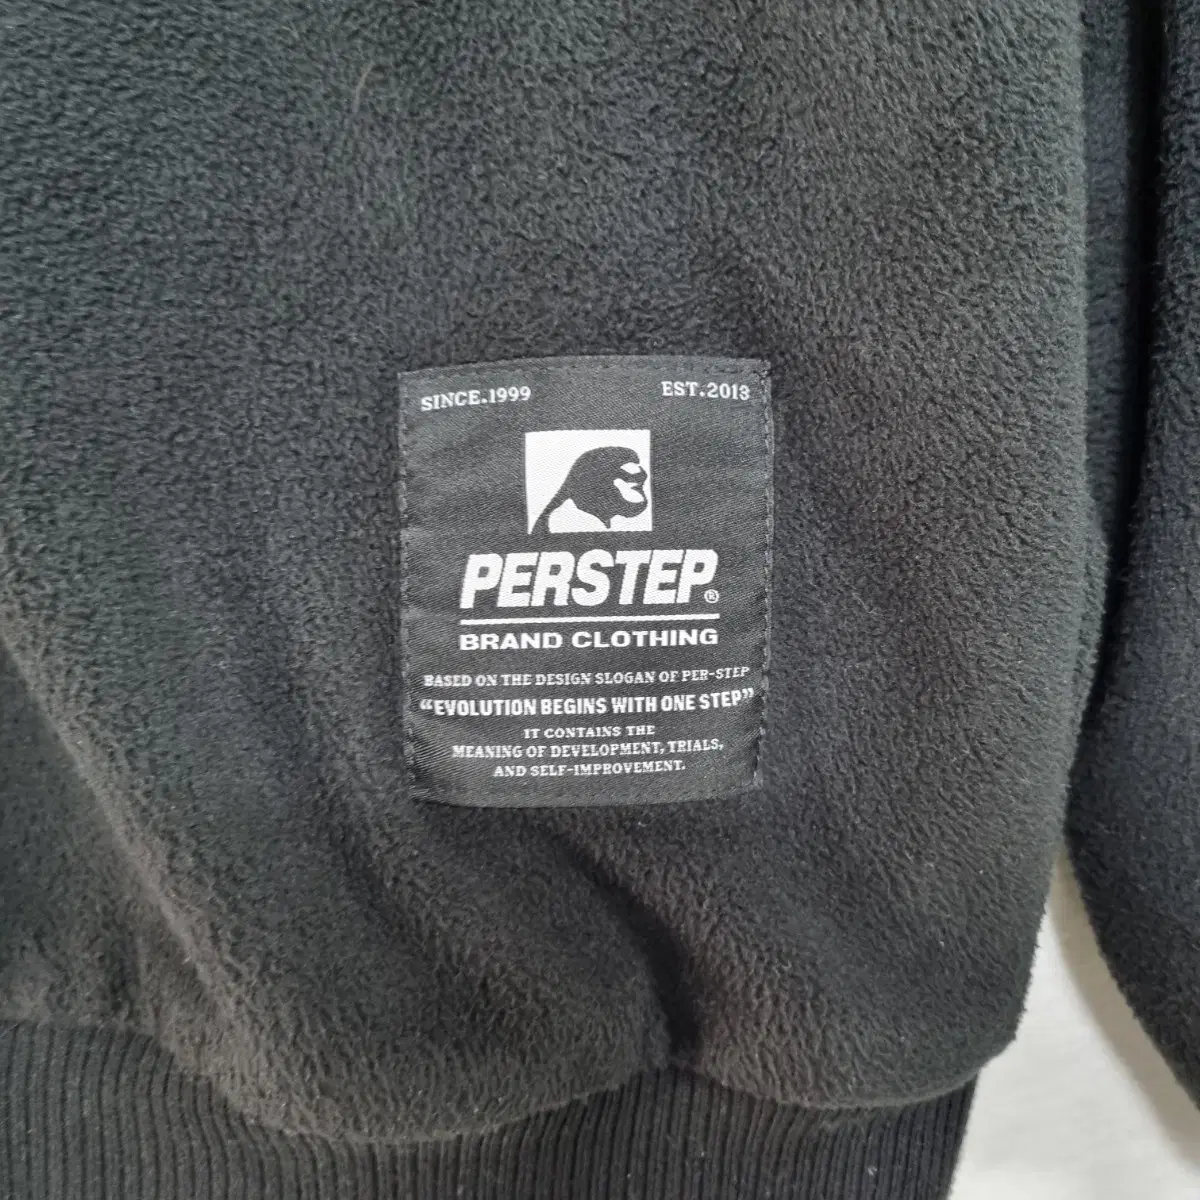 SINCE.1999 EST.2013
PERSTEP®
BRAND CLOTHING
BASED ON THE DESIGN SLOGAN OF PER-STEP
“EVOLUTION BEGINS WITH ONE STEP”
IT CONTAINS THE
MEANING OF DEVELOPMENT, TRIALS,
AND SELF-IMPROVEMENT.